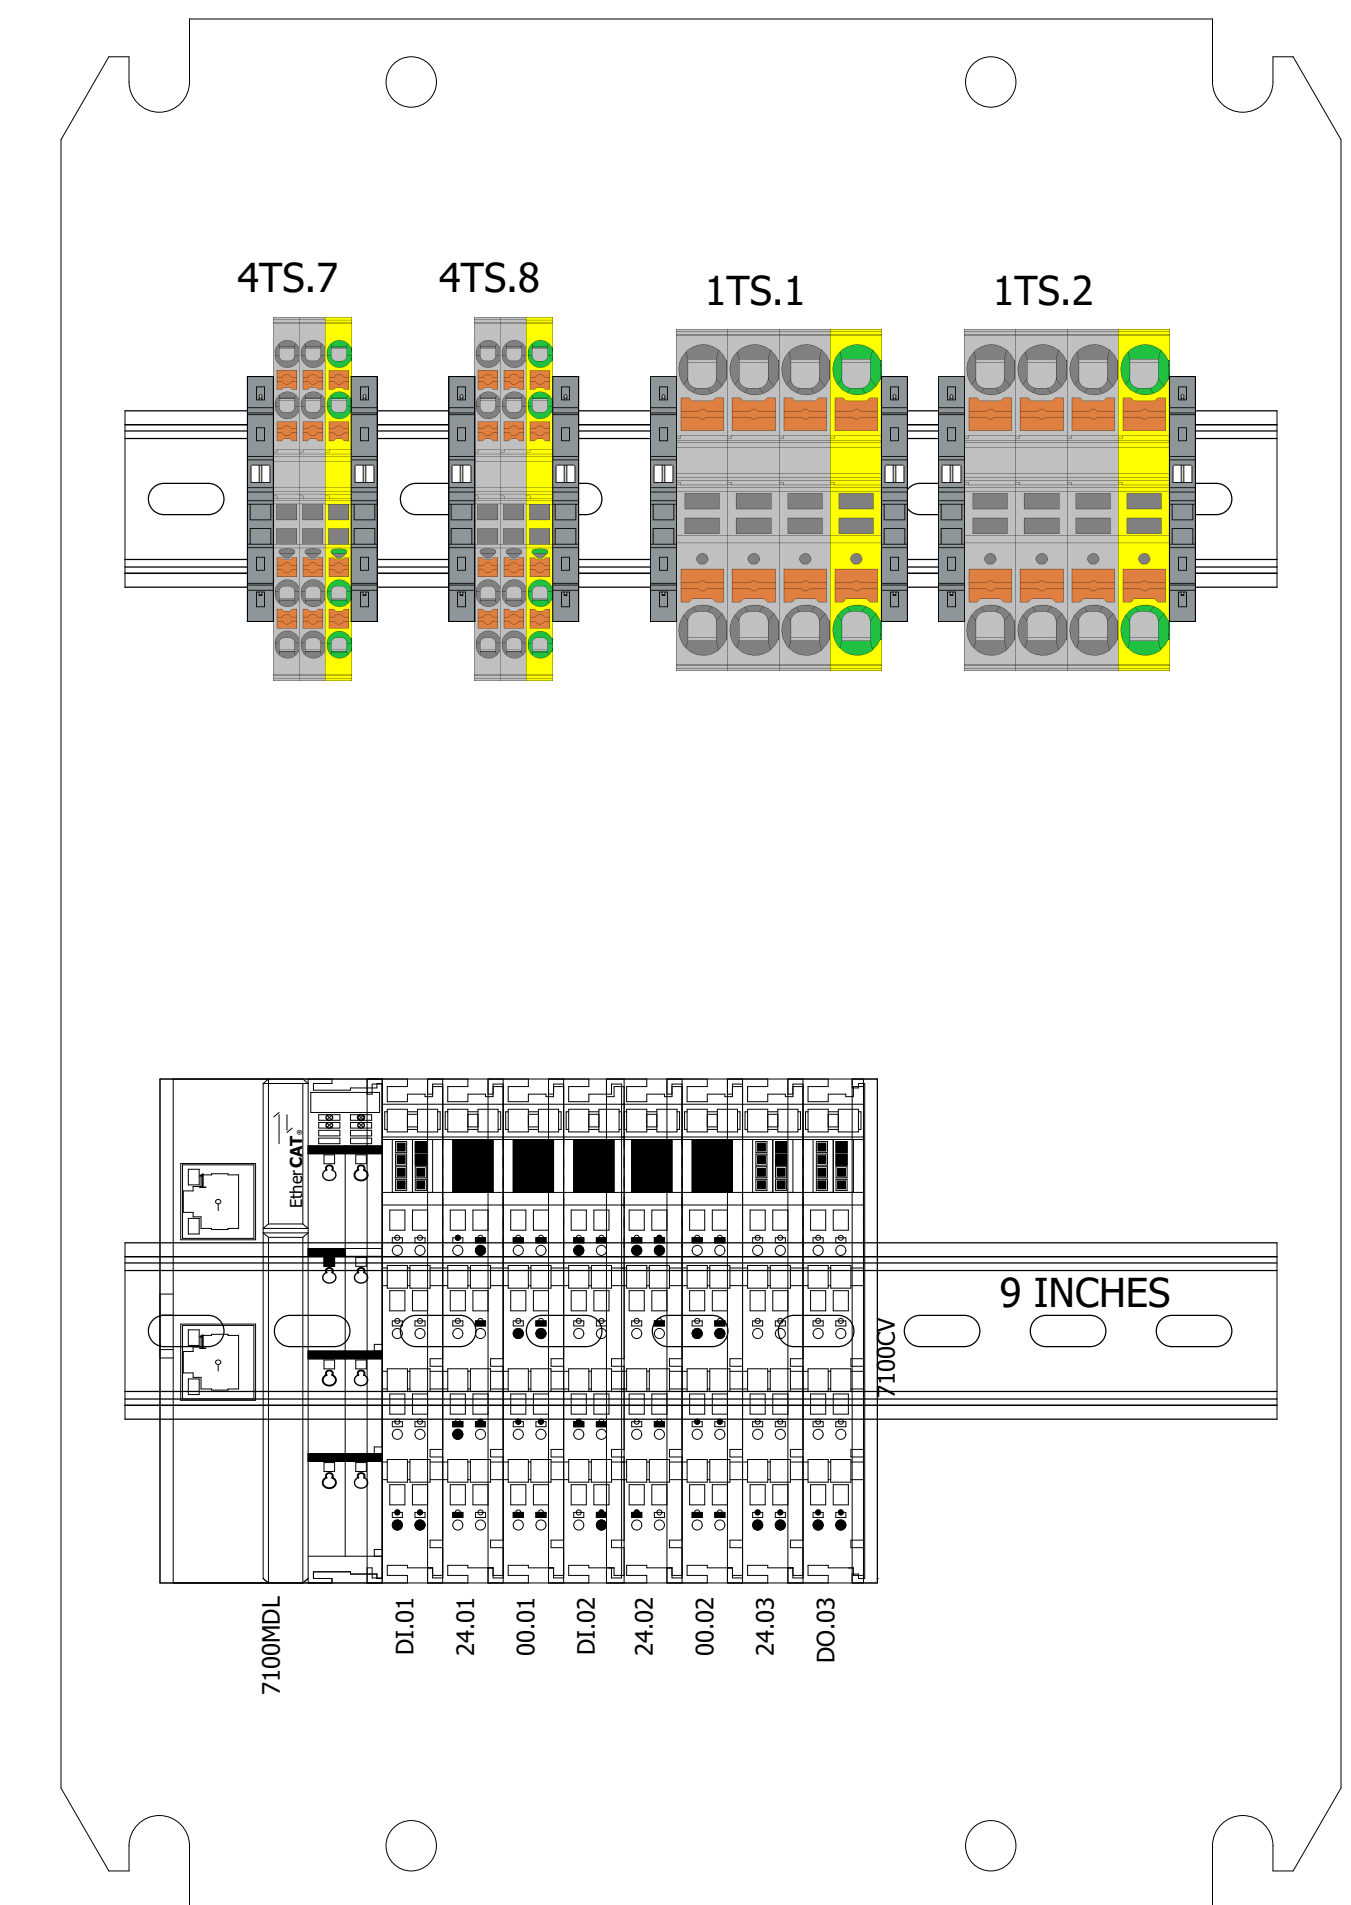 4TS.7
4TS.8
1TS.1
1TS.2
EtherCAT®
9 INCHES
7100CV
7100MDL
DI.01
24.01
00.01
DI.02
24.02
00.02
24.03
DO.03